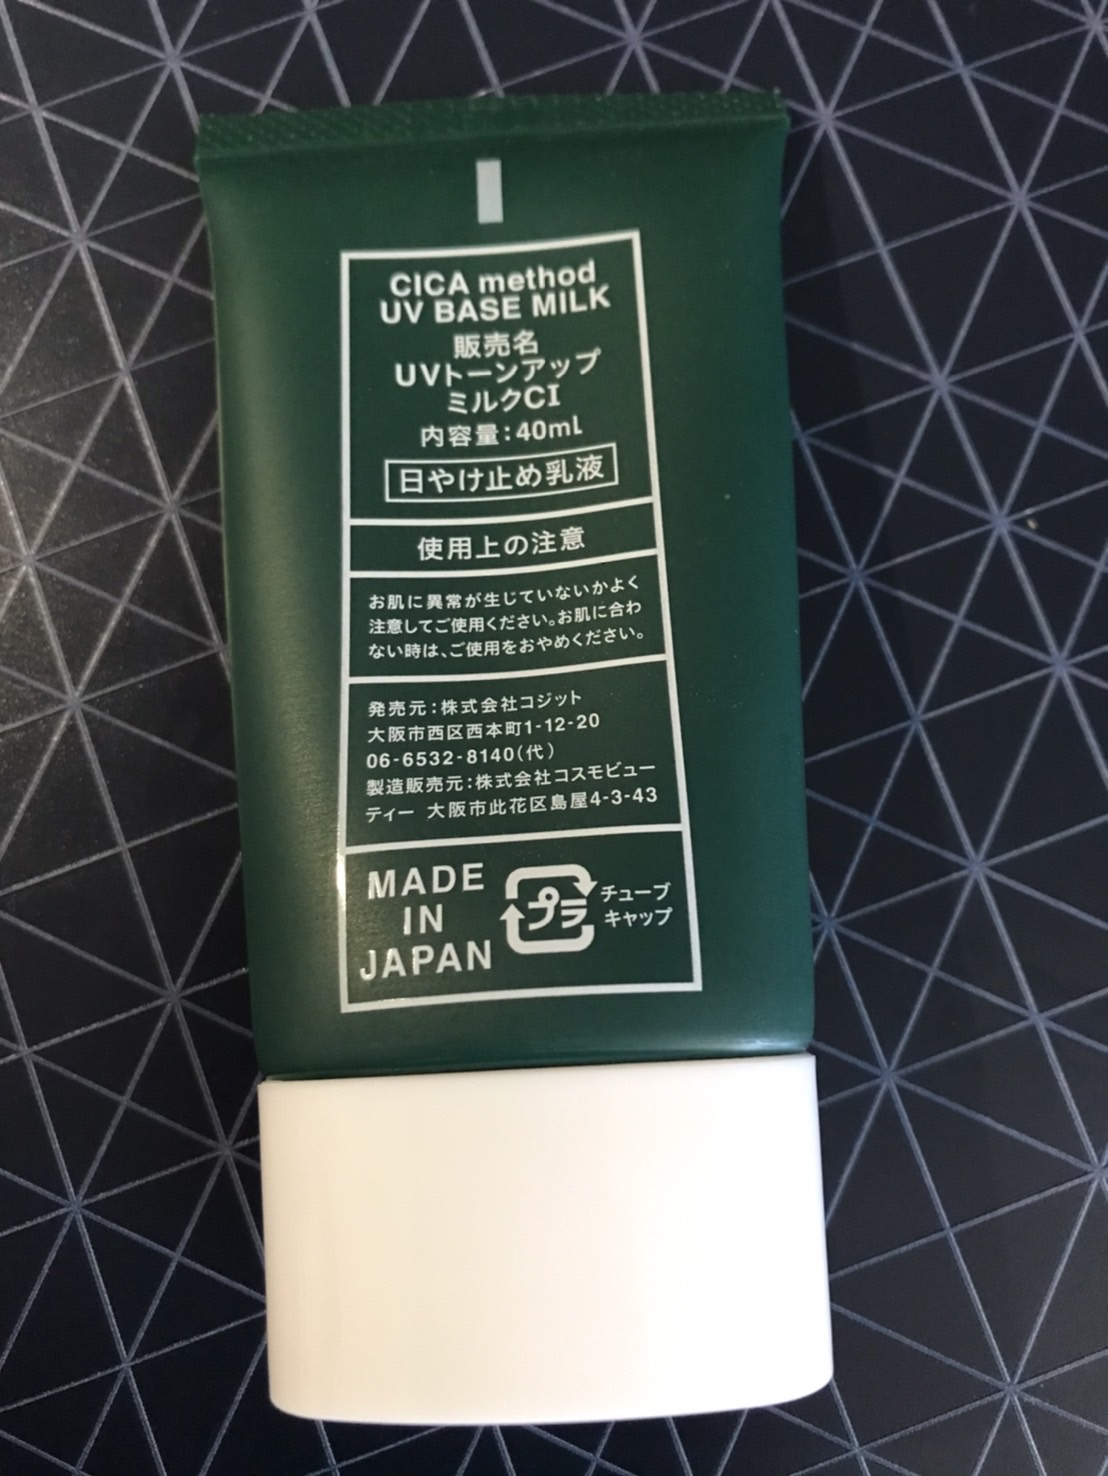 CICA method
UV BASE MILK
販売名
UVトーンアップ
ミルクCI
内容量:40mL
日やけ止め乳液
使用上の注意
お肌に異常が生じていないかよく
注意してご使用ください。お肌に合わ
ない時は、ご使用をおやめください。
発売元:株式会社コジット
大阪市西区西本町1-12-20
06-6532-8140(代)
製造販売元:株式会社コスモビュー
ティー 大阪市此花区島屋4-3-43
MADE
IN
JAPAN
プラ
チューブ
キャップ